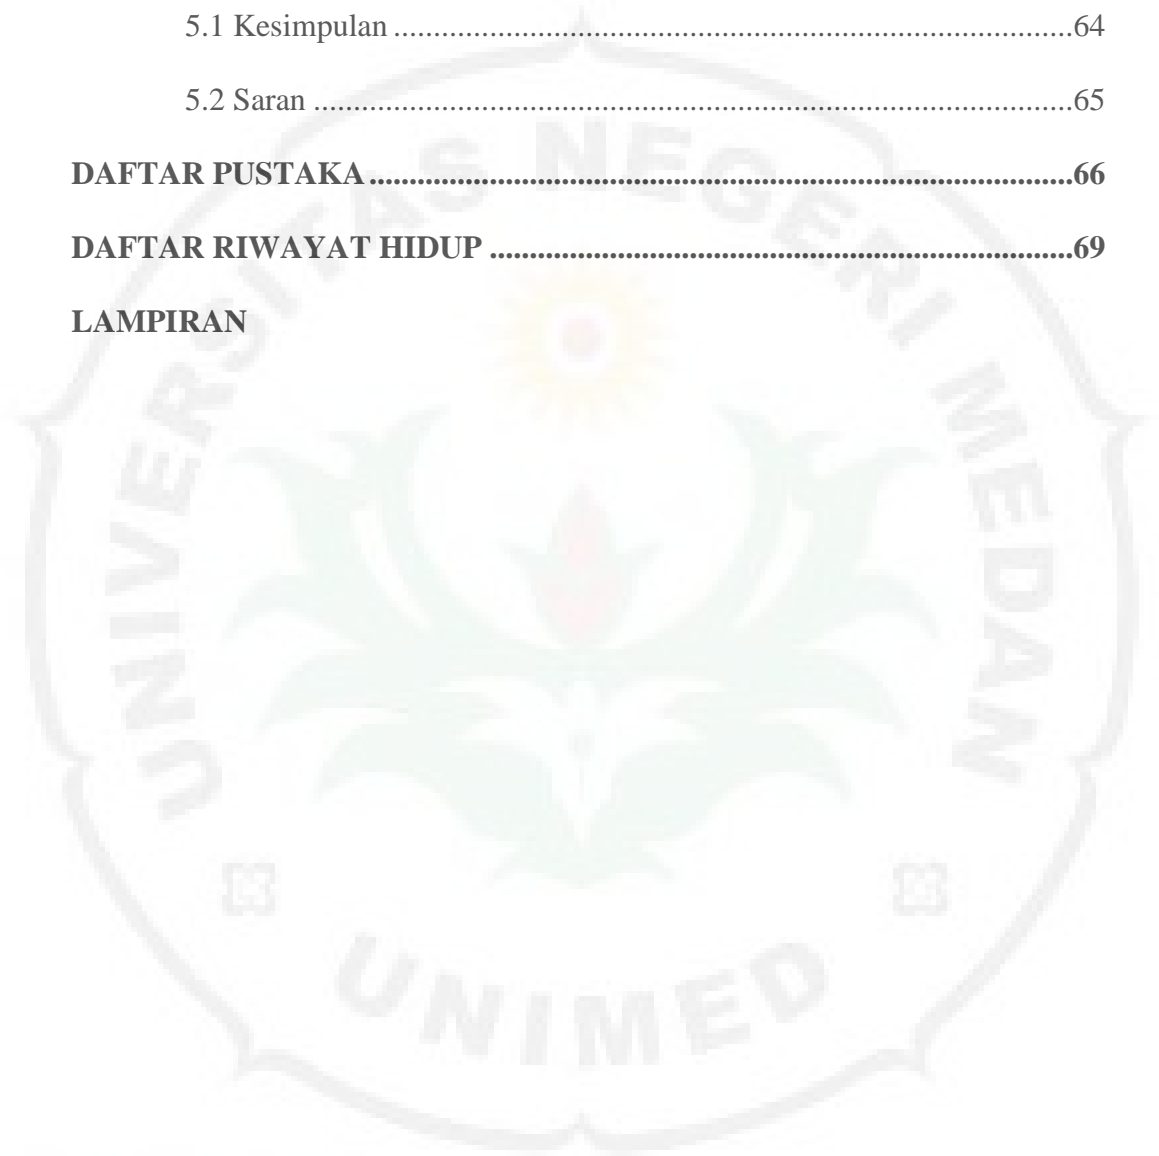 5.1 Kesimpulan .....................................................................................64
5.2 Saran ...............................................................................................65
DAFTAR PUSTAKA ........................................................................................66
DAFTAR RIWAYAT HIDUP .........................................................................69
LAMPIRAN
UNIVERSITAS NEGERI MEDAN
UNIMED